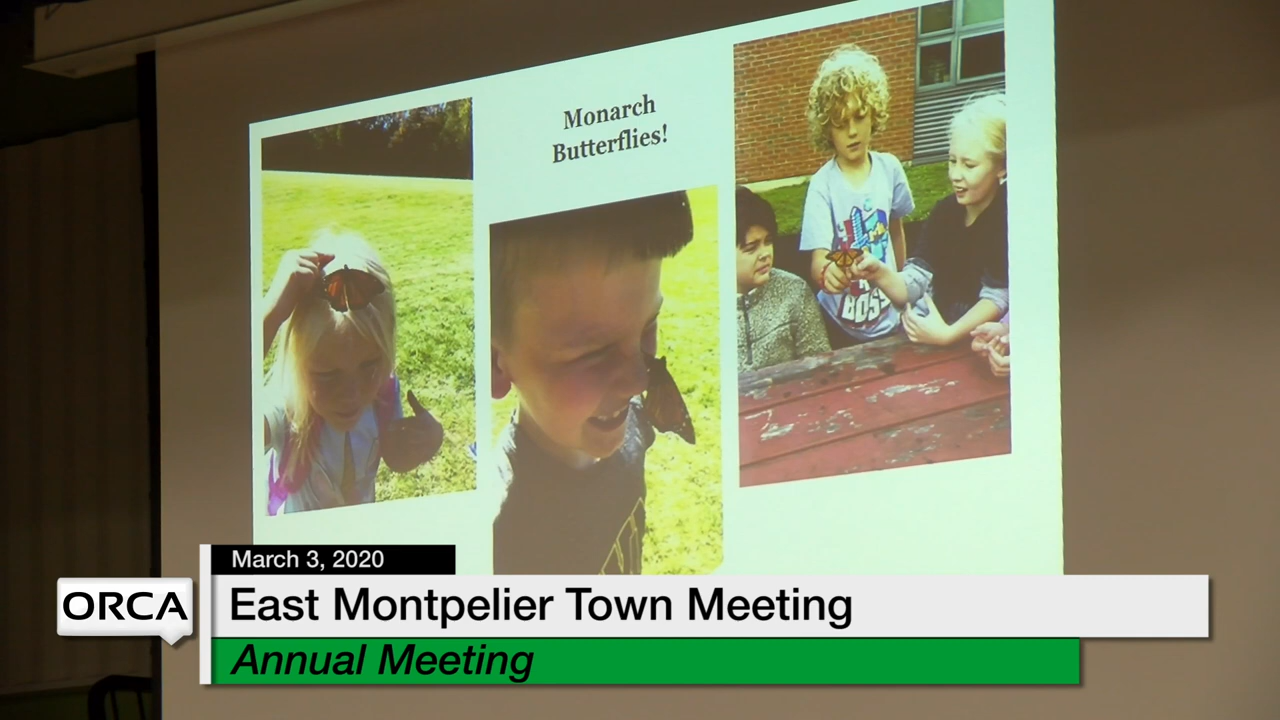 Monarch
Butterflies!
BOSS
March 3, 2020
ORCA
East Montpelier Town Meeting
Annual Meeting